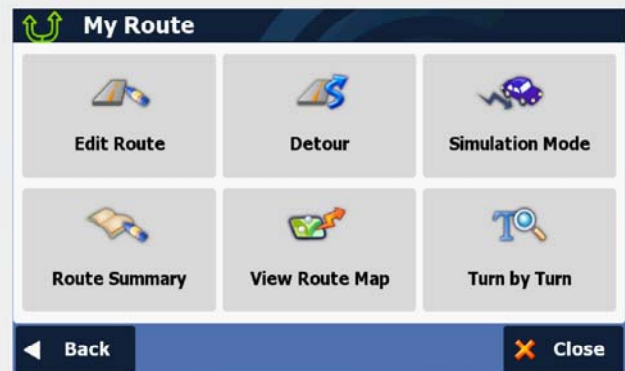 My Route
Edit Route
Detour
Simulation Mode
Route Summary
View Route Map
Turn by Turn
Back
Close